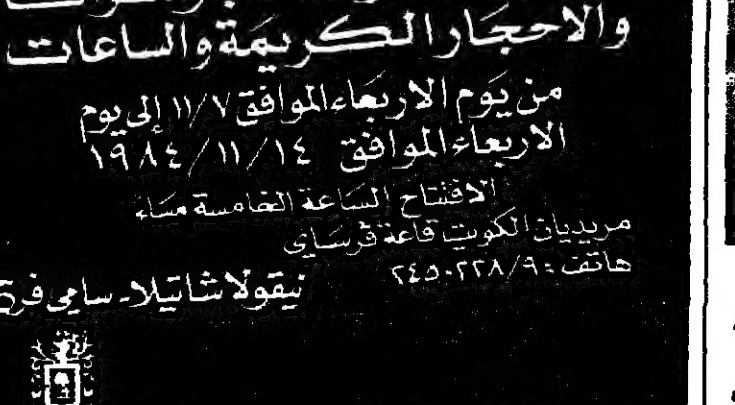 والاحجار الكريمة والساعات
من يوم الاربعاء الموافق ١١/٧ إلى يوم
الاربعاء الموافق ١٩٨٤/١١/١٤
الافتتاح الساعة الخامسة مساء
مريديان الكويت قاعة فرساي
هاتف: ٢٤٥٠٢٢٨/٩
نيقولا شاتيلا - سامي